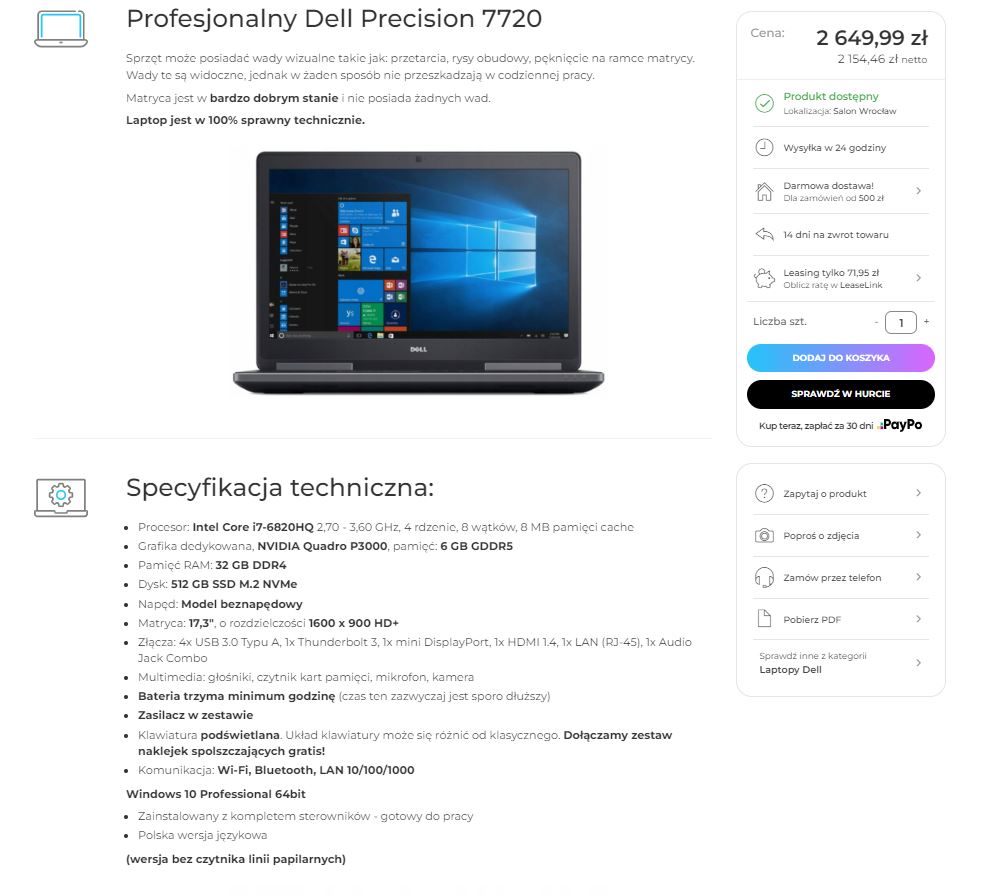 Profesjonalny Dell Precision 7720
Sprzęt może posiadać wady wizualne takie jak: przetarcia, rysy obudowy, pęknięcie na ramce matrycy.
Wady te są widoczne, jednak w żaden sposób nie przeszkadzają w codziennej pracy.
Matryca jest w bardzo dobrym stanie i nie posiada żadnych wad.
Laptop jest w 100% sprawny technicznie.
DELL
Specyfikacja techniczna:
Procesor: Intel Core i7-6820HQ 2,70 - 3,60 GHz, 4 rdzenie, 8 wątków, 8 MB pamięci cache
Grafika dedykowana, NVIDIA Quadro P3000, pamięć: 6 GB GDDR5
Pamięć RAM: 32 GB DDR4
Dysk: 512 GB SSD M.2 NVMe
Napęd: Model beznapędowy
Matryca: 17,3", o rozdzielczości 1600 x 900 HD+
Złącza: 4x USB 3.0 Typu A, 1x Thunderbolt 3, 1x mini DisplayPort, 1x HDMI 1.4, 1x LAN (RJ-45), 1x Audio
Jack Combo
Multimedia: głośniki, czytnik kart pamięci, mikrofon, kamera
Bateria trzyma minimum godzinę (czas ten zazwyczaj jest sporo dłuższy)
Zasilacz w zestawie
Klawiatura podświetlana. Układ klawiatury może się różnić od klasycznego. Dołączamy zestaw
naklejek spolszczających gratis!
Komunikacja: Wi-Fi, Bluetooth, LAN 10/100/1000
Windows 10 Professional 64bit
Zainstalowany z kompletem sterowników - gotowy do pracy
Polska wersja językowa
(wersja bez czytnika linii papilarnych)
Cena: 2 649,99 zł
2 154,46 zł netto
Produkt dostępny
Lokalizacja: Salon Wrocław
Wysyłka w 24 godziny
Darmowa dostawa!
Dla zamówień od 500 zł
14 dni na zwrot towaru
Leasing tylko 71,95 zł
Oblicz ratę w LeaseLink
Liczba szt. - 1 +
DODAJ DO KOSZYKA
SPRAWDŹ W HURCIE
Kup teraz, zapłać za 30 dni PayPo
Zapytaj o produkt
Poproś o zdjęcia
Zamów przez telefon
Pobierz PDF
Sprawdź inne z kategorii
Laptopy Dell